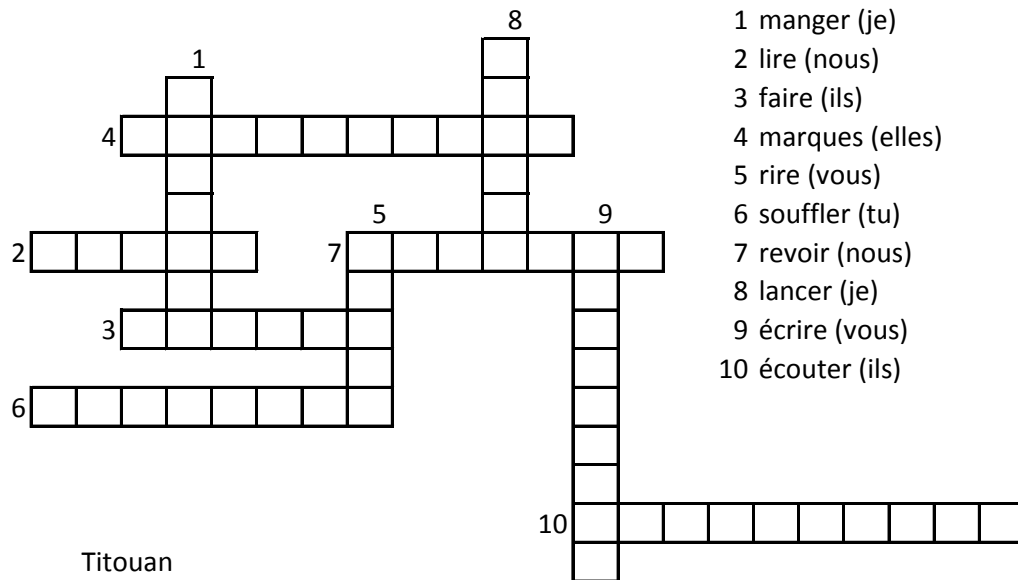 8
1
4
5
9
2
7
3
6
10
1 manger (je)
2 lire (nous)
3 faire (ils)
4 marques (elles)
5 rire (vous)
6 souffler (tu)
7 revoir (nous)
8 lancer (je)
9 écrire (vous)
10 écouter (ils)
Titouan